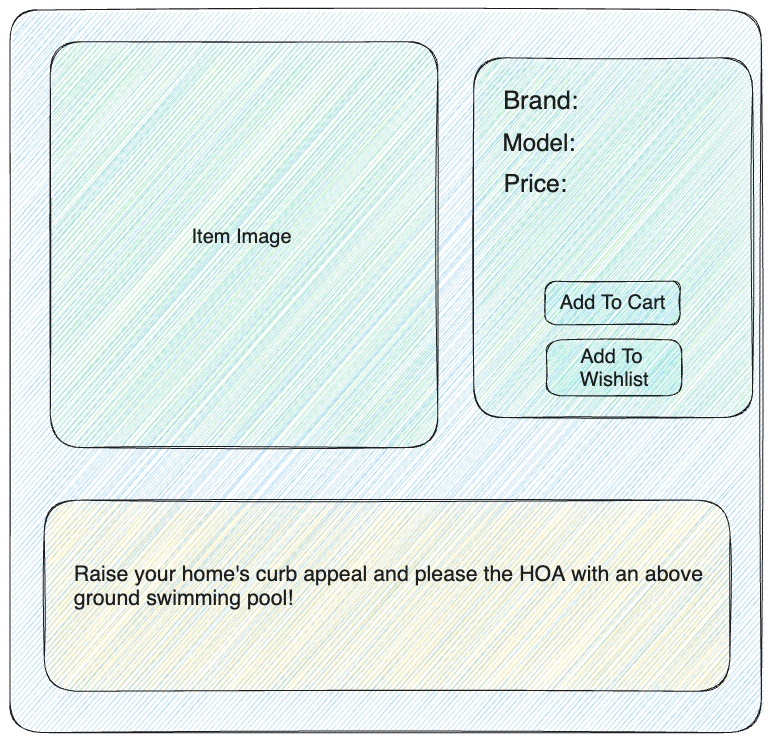 Item Image
Brand:
Model:
Price:
Add To Cart
Add To
Wishlist
Raise your home's curb appeal and please the HOA with an above
ground swimming pool!